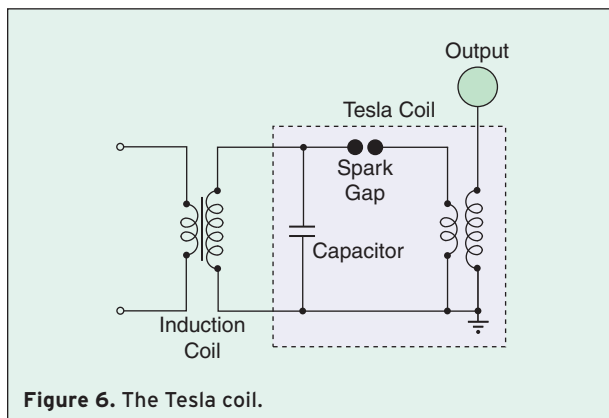 Output
Tesla Coil
Spark
Gap
Capacitor
Induction
Coil
Figure 6. The Tesla coil.